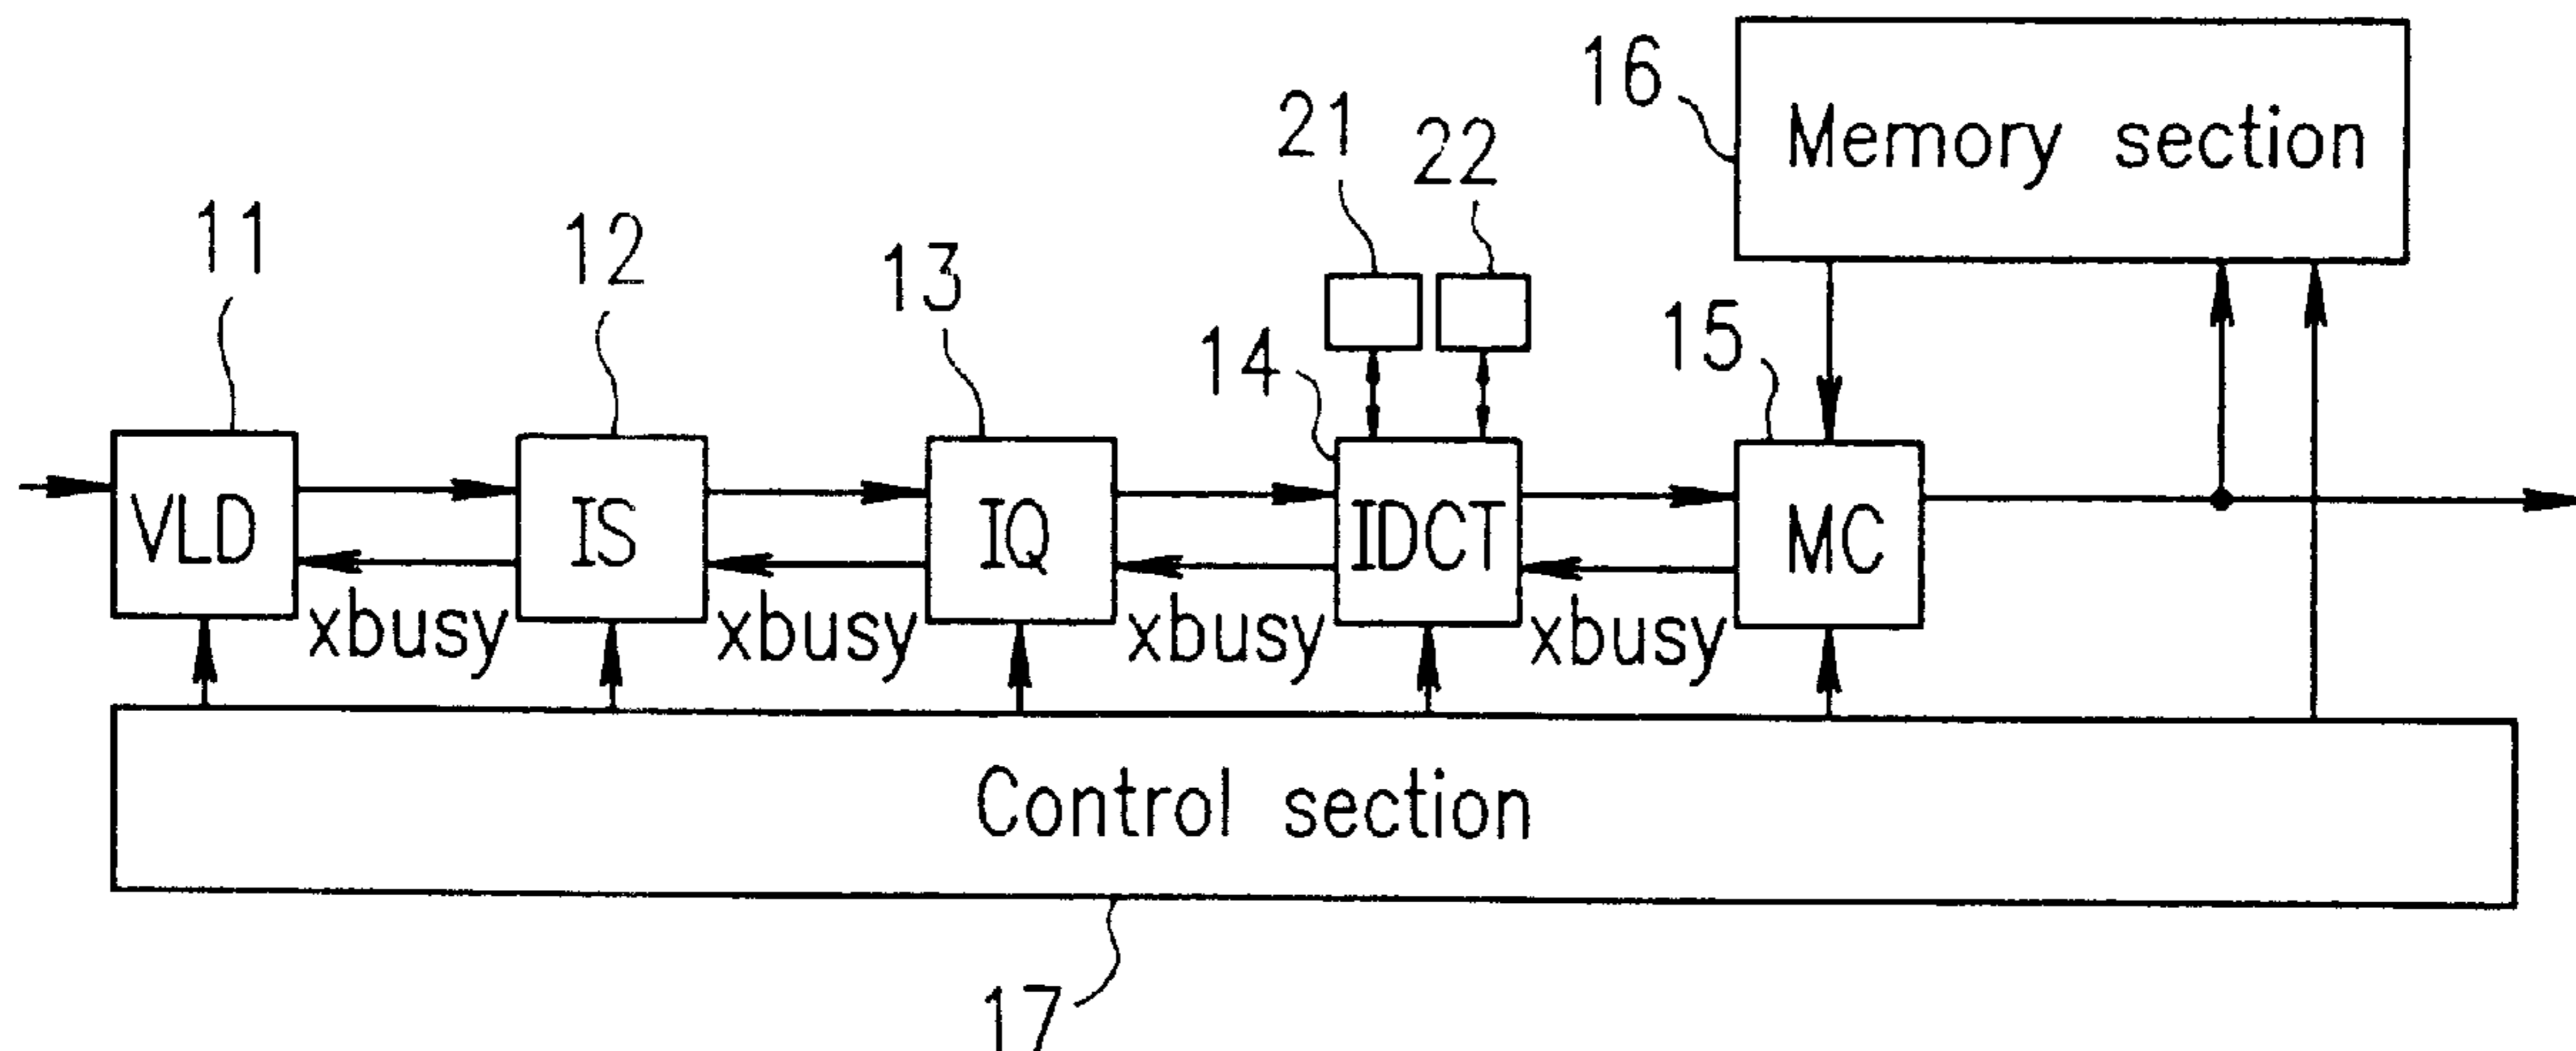 16
Memory section
21
22
11
12
13
14
15
VLD
IS
IQ
IDCT
MC
xbusy
xbusy
xbusy
xbusy
Control section
17